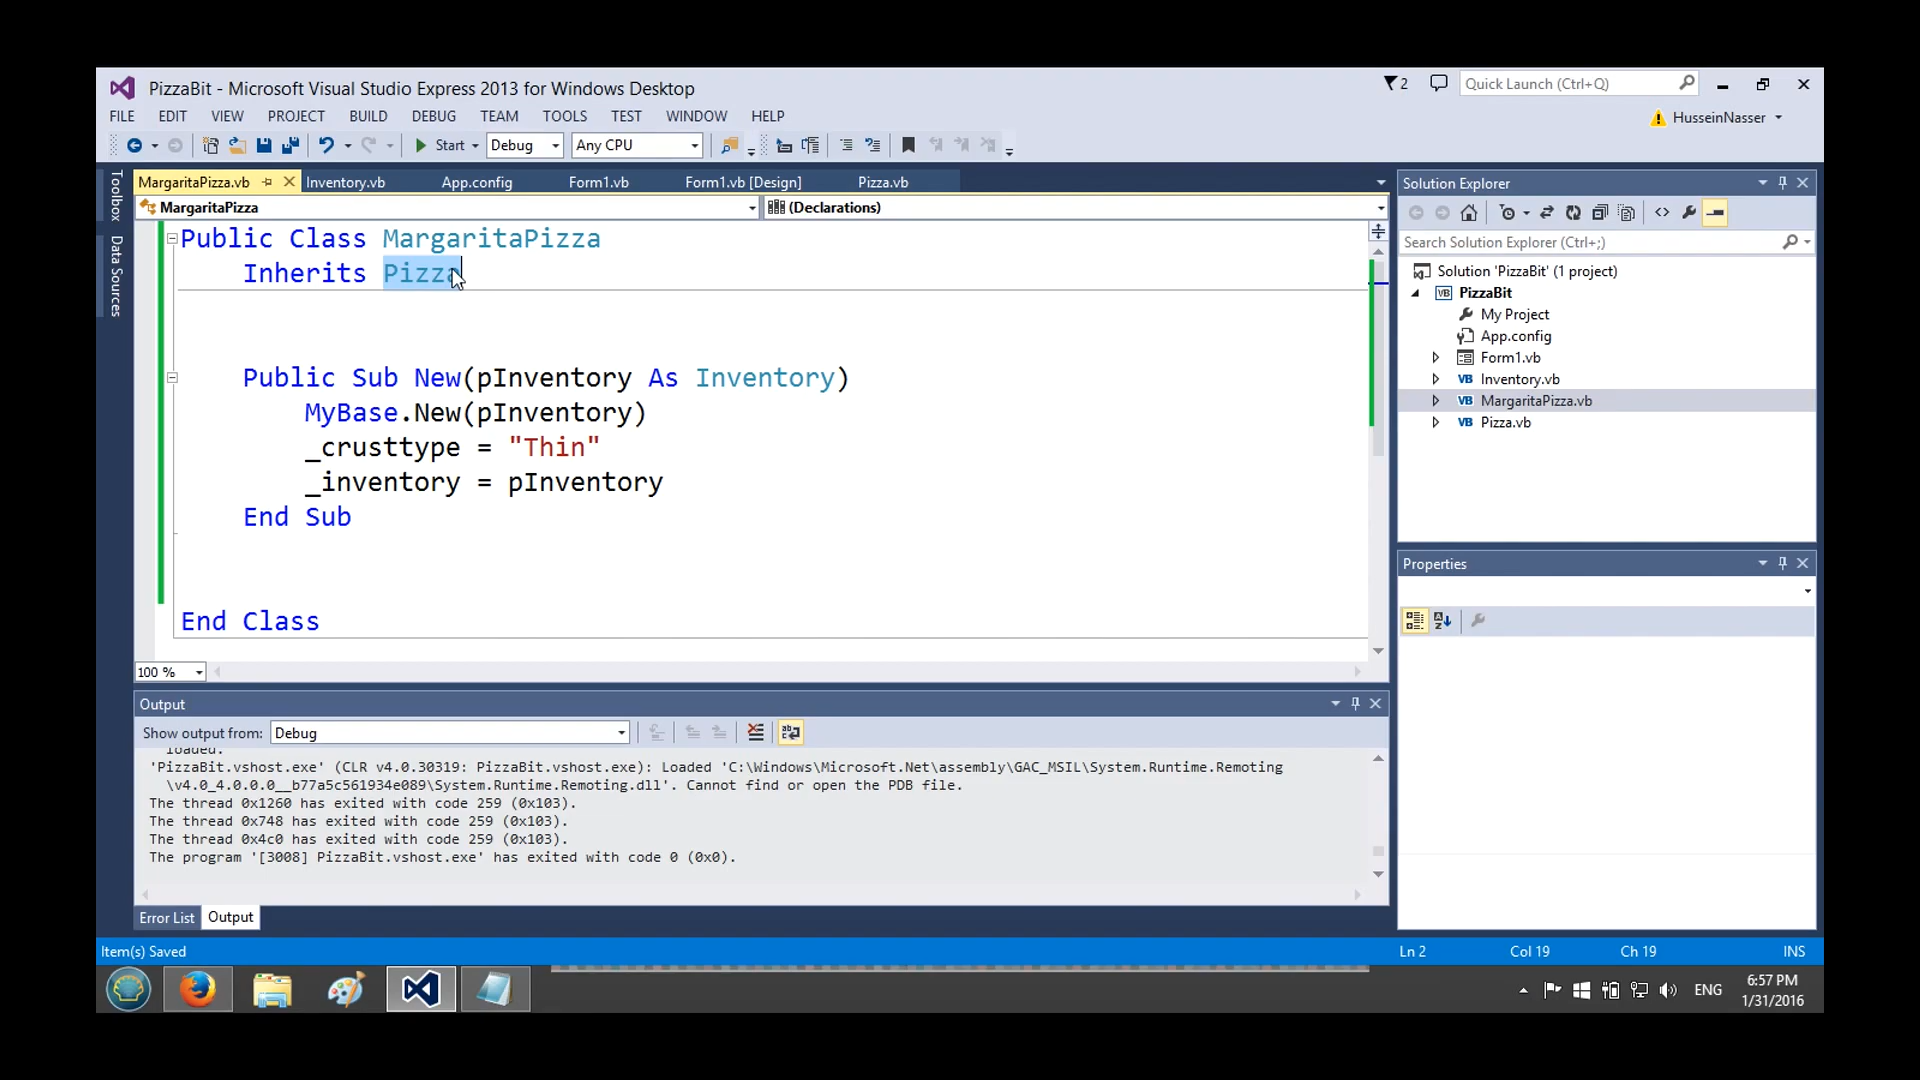 PizzaBit - Microsoft Visual Studio Express 2013 for Windows Desktop
2
Quick Launch (Ctrl+Q)
FILE EDIT VIEW PROJECT BUILD DEBUG TEAM TOOLS TEST WINDOW HELP
HusseinNasser
Start Debug Any CPU
Toolbox
Data Sources
MargaritaPizza.vb Inventory.vb App.config Form1.vb Form1.vb [Design] Pizza.vb
MargaritaPizza (Declarations)
Public Class MargaritaPizza
Inherits Pizza
Public Sub New(pInventory As Inventory)
MyBase.New(pInventory)
_crusttype = "Thin"
_inventory = pInventory
End Sub
End Class
100 %
Solution Explorer
Search Solution Explorer (Ctrl+;)
Solution 'PizzaBit' (1 project)
VB PizzaBit
My Project
App.config
Form1.vb
VB Inventory.vb
VB MargaritaPizza.vb
VB Pizza.vb
Properties
Output
Show output from: Debug
loaded.
'PizzaBit.vshost.exe' (CLR v4.0.30319: PizzaBit.vshost.exe): Loaded 'C:\Windows\Microsoft.Net\assembly\GAC_MSIL\System.Runtime.Remoting
\v4.0_4.0.0.0__b77a5c561934e089\System.Runtime.Remoting.dll'. Cannot find or open the PDB file.
The thread 0x1260 has exited with code 259 (0x103).
The thread 0x748 has exited with code 259 (0x103).
The thread 0x4c0 has exited with code 259 (0x103).
The program '[3008] PizzaBit.vshost.exe' has exited with code 0 (0x0).
Error List Output
Item(s) Saved Ln 2 Col 19 Ch 19 INS
ENG
6:57 PM
1/31/2016